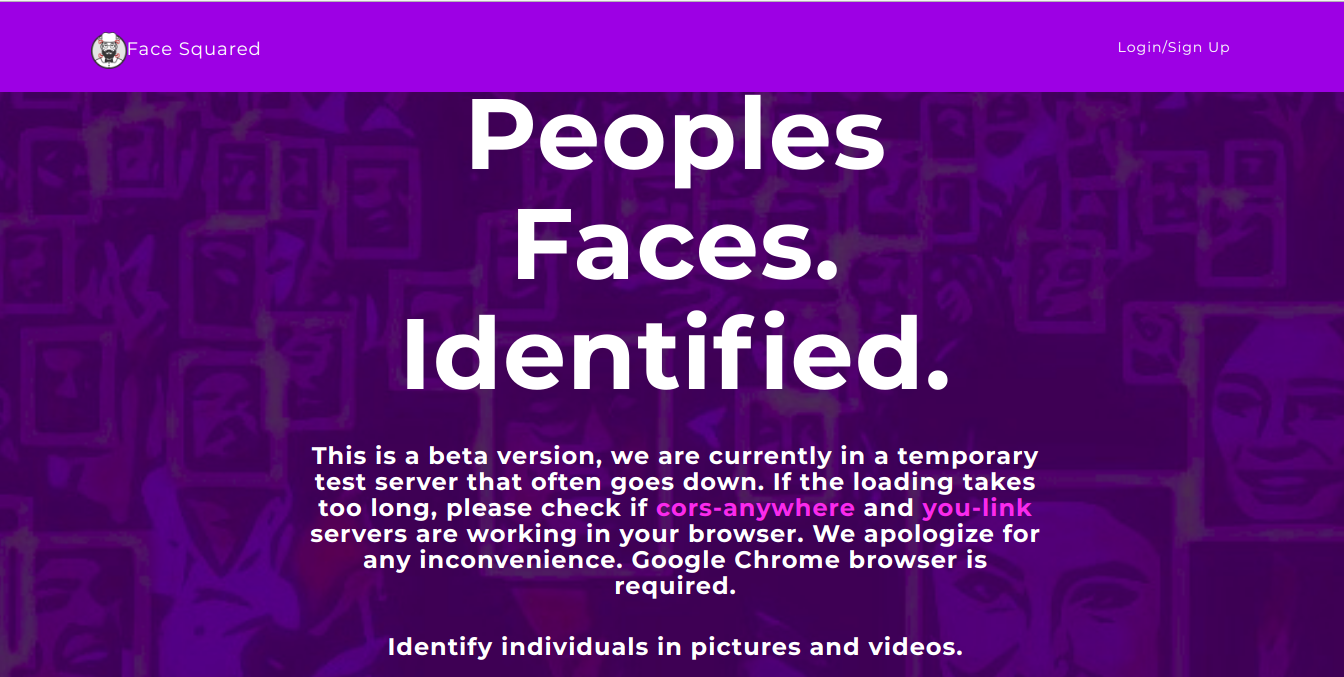 Face Squared
Login/Sign Up
Peoples
Faces.
Identified.
This is a beta version, we are currently in a temporary
test server that often goes down. If the loading takes
too long, please check if cors-anywhere and you-link
servers are working in your browser. We apologize for
any inconvenience. Google Chrome browser is
required.
Identify individuals in pictures and videos.